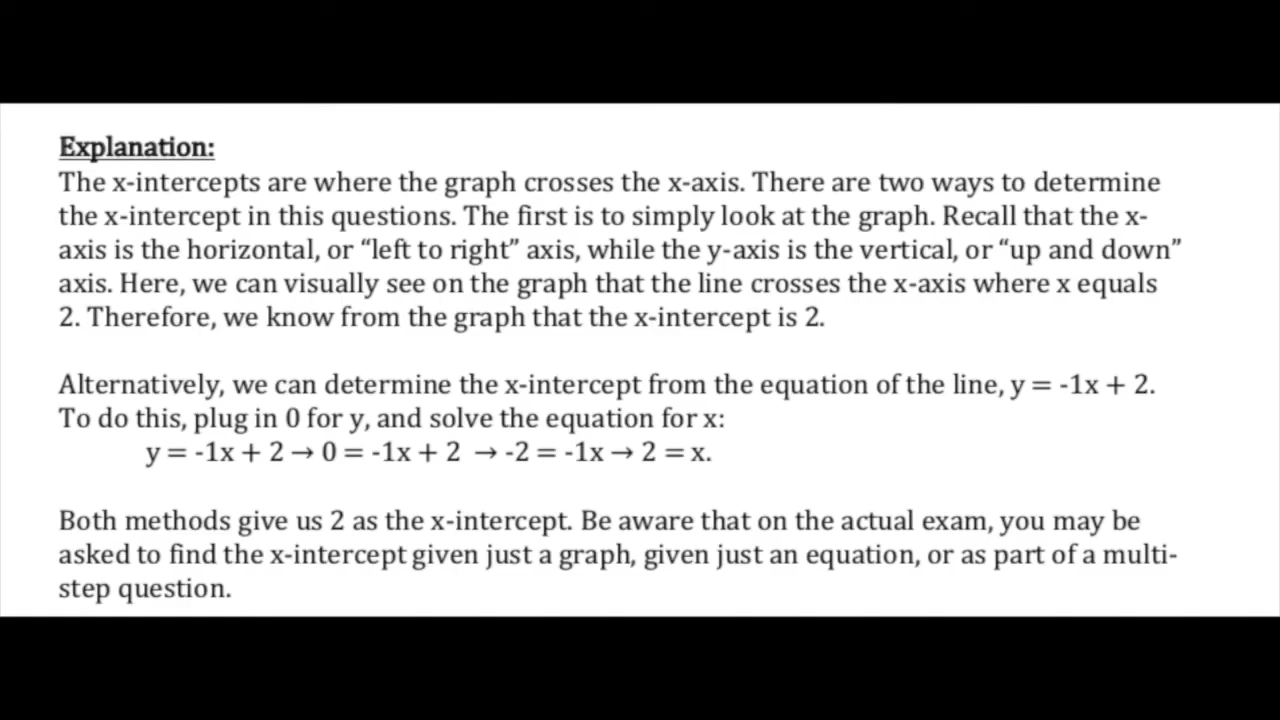 Explanation:
The x-intercepts are where the graph crosses the x-axis. There are two ways to determine
the x-intercept in this questions. The first is to simply look at the graph. Recall that the x-
axis is the horizontal, or “left to right” axis, while the y-axis is the vertical, or “up and down”
axis. Here, we can visually see on the graph that the line crosses the x-axis where x equals
2. Therefore, we know from the graph that the x-intercept is 2.
Alternatively, we can determine the x-intercept from the equation of the line, y = -1x + 2.
To do this, plug in 0 for y, and solve the equation for x:
y = -1x + 2 → 0 = -1x + 2 → -2 = -1x → 2 = x.
Both methods give us 2 as the x-intercept. Be aware that on the actual exam, you may be
asked to find the x-intercept given just a graph, given just an equation, or as part of a multi-
step question.